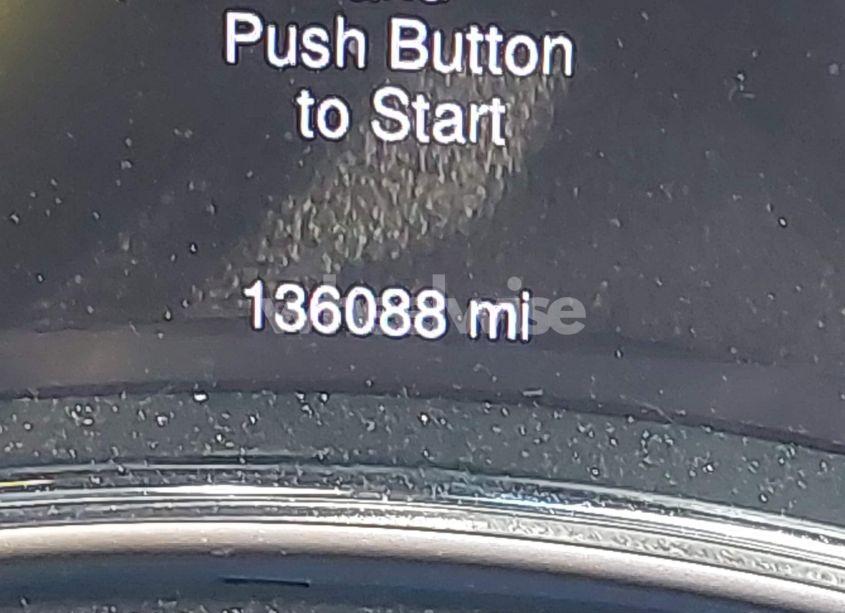 Push Button
to Start
136088 mi